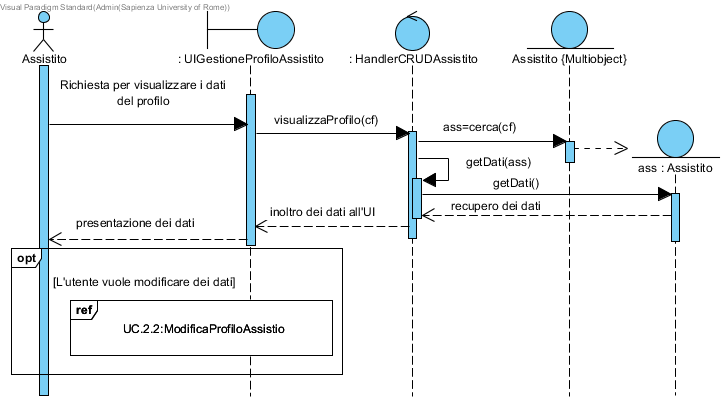 Visual Paradigm Standard(Admin(Sapienza University of Rome))
Assistito
: UIGestioneProfiloAssistito
: HandlerCRUDAssistito
Assistito {Multiobject}
Richiesta per visualizzare i dati
del profilo
visualizzaProfilo(cf)
ass=cerca(cf)
getDati(ass)
ass : Assistito
getDati()
recupero dei dati
inoltro dei dati all'UI
presentazione dei dati
opt
[L'utente vuole modificare dei dati]
ref
UC.2.2:ModificaProfiloAssistio